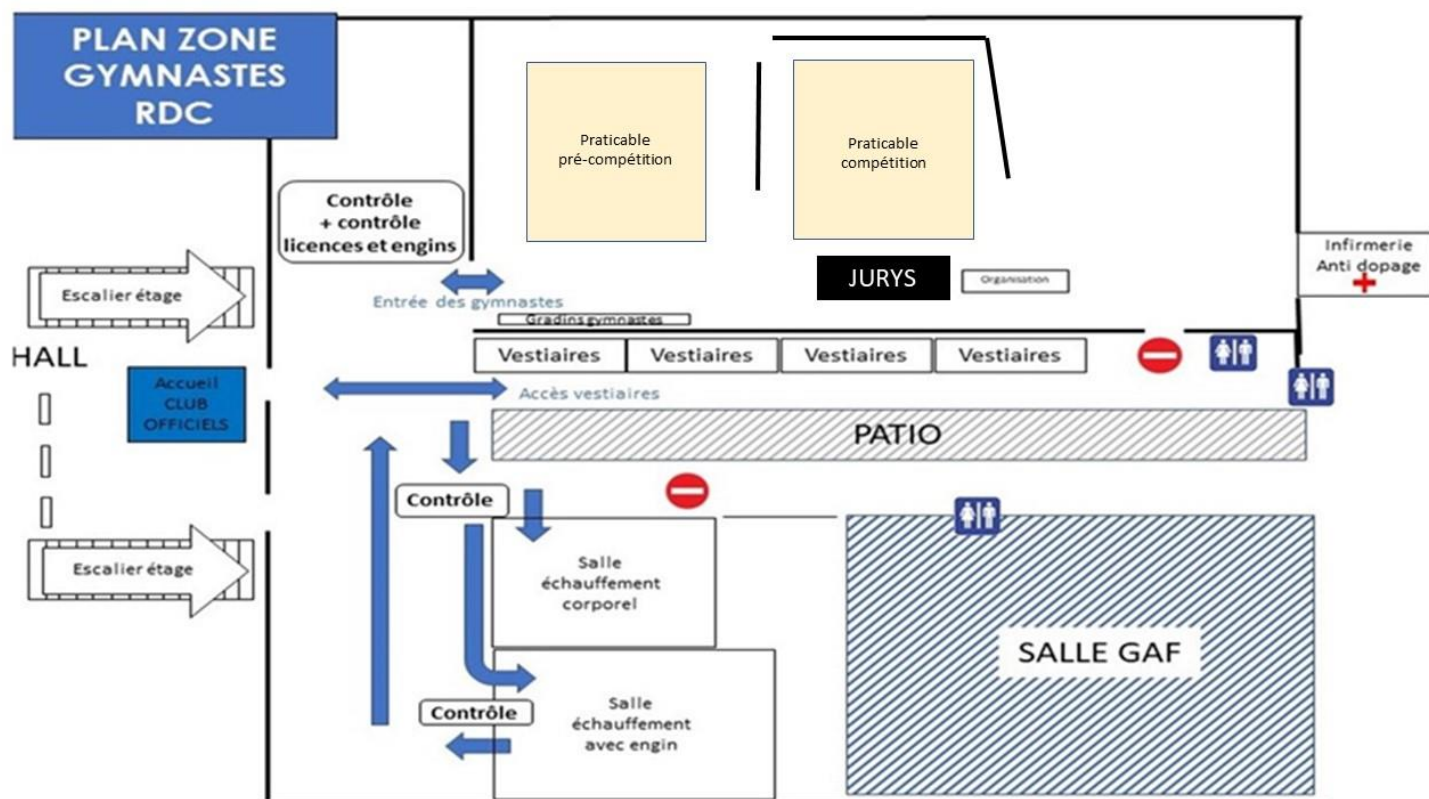 PLAN ZONE
GYMNASTES
RDC
Praticable
pré-compétition
Praticable
compétition
Contrôle
+ contrôle
licences et engins
Infirmerie
Anti dopage
Escalier étage
JURYS
Organisation
Entrée des gymnastes
Gradins gymnastes
HALL
Vestiaires
Vestiaires
Vestiaires
Vestiaires
Accueil
CLUB
OFFICIELS
Accès vestiaires
PATIO
Contrôle
Escalier étage
Salle
échauffement
corporel
SALLE GAF
Contrôle
Salle
échauffement
avec engin